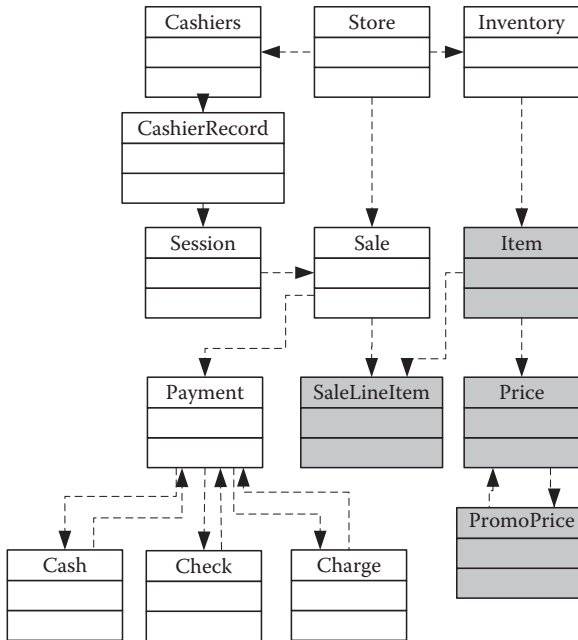 Cashiers
Store
Inventory
CashierRecord
Session
Sale
Item
Payment
SaleLineItem
Price
PromoPrice
Cash
Check
Charge